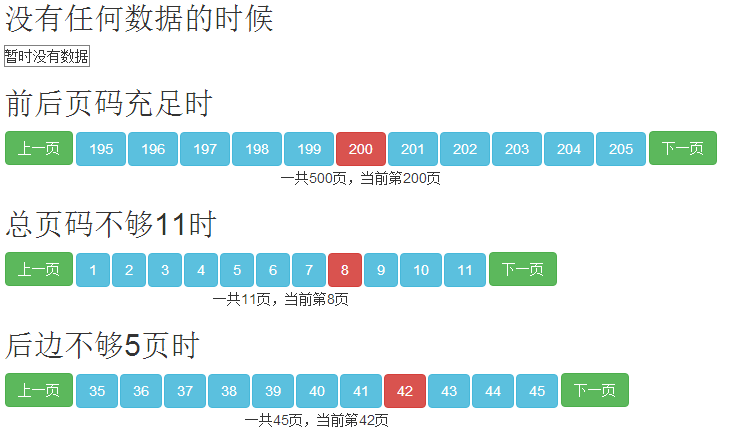 没有任何数据的时候
暂时没有数据
前后页码充足时
上一页 195 196 197 198 199 200 201 202 203 204 205 下一页
一共500页，当前第200页
总页码不够11时
上一页 1 2 3 4 5 6 7 8 9 10 11 下一页
一共11页，当前第8页
后边不够5页时
上一页 35 36 37 38 39 40 41 42 43 44 45 下一页
一共45页，当前第42页